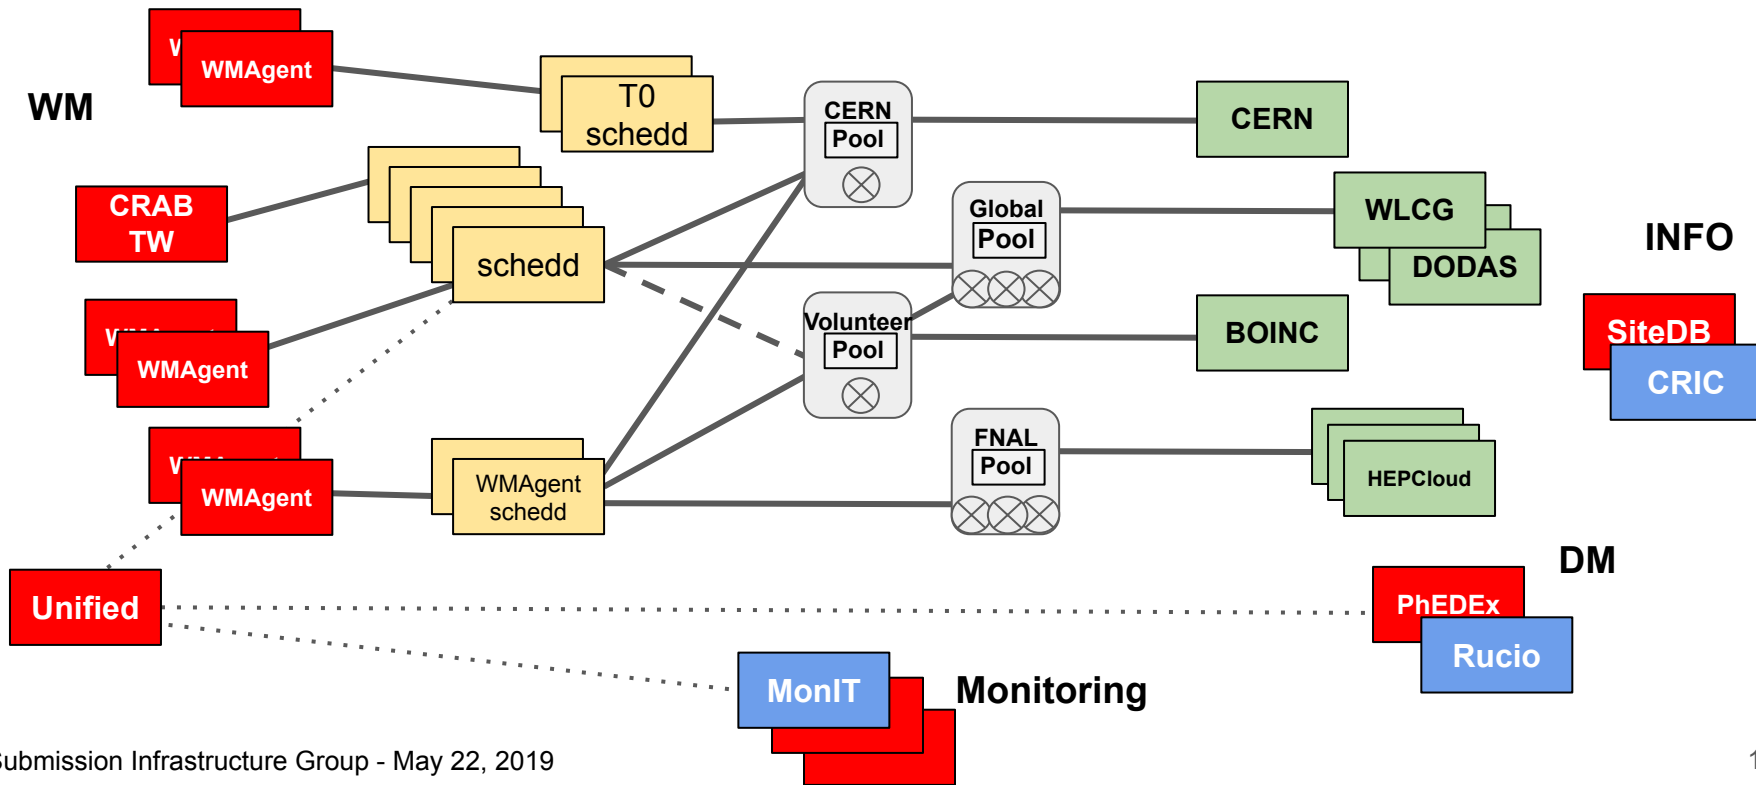 WMAgent
WM
T0
schedd
CERN
Pool
CERN
CRAB
TW
schedd
Global
Pool
WLCG
DODAS
INFO
WMAgent
Volunteer
Pool
BOINC
SiteDB
CRIC
WMAgent
WMAgent
schedd
FNAL
Pool
HEPCloud
DM
Unified
PhEDEx
Rucio
MonIT
Monitoring
Submission Infrastructure Group - May 22, 2019
1